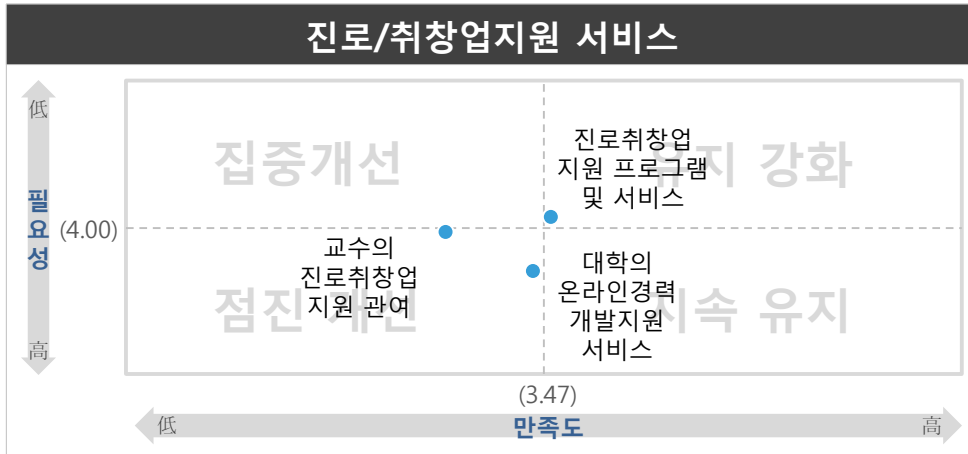 진로/취창업지원 서비스
低
필
요
성
高
(4.00)
집중개선
유지 강화
진로취창업
지원 프로그램
및 서비스
점진 개선
교수의
진로취창업
지원 관여
지속 유지
대학의
온라인경력
개발지원
서비스
(3.47)
低
만족도
高